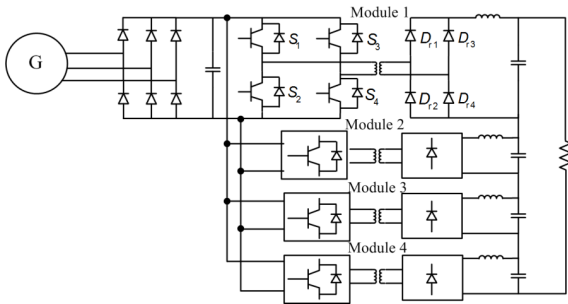 Module 1
S1 S3 Dr1 Dr3
G
S2 S4 Dr2 Dr4
Module 2
Module 3
Module 4